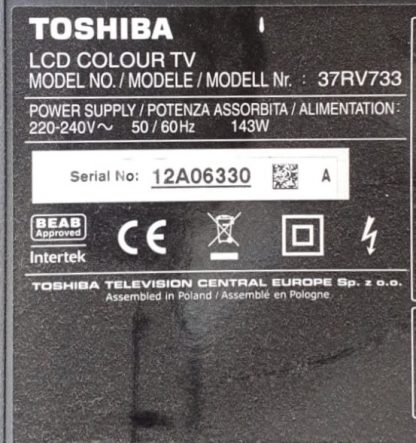 TOSHIBA
LCD COLOUR TV
MODEL NO. / MODELE / MODELL Nr. : 37RV733
POWER SUPPLY / POTENZA ASSORBITA / ALIMENTATION:
220-240V～ 50 / 60Hz 143W
Serial No: 12A06330 A
BEAB
Approved
Intertek
CE
TOSHIBA TELEVISION CENTRAL EUROPE Sp. z o.o.
Assembled in Poland / Assemblé en Pologne